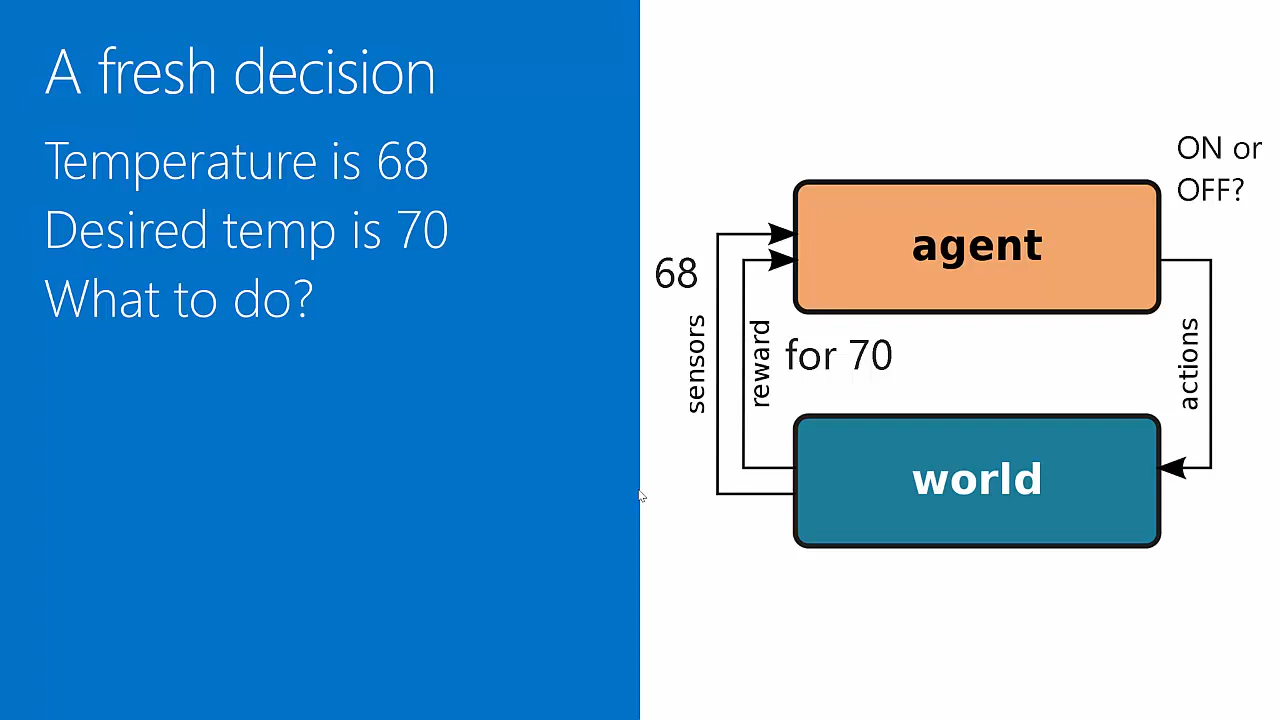 A fresh decision
Temperature is 68
Desired temp is 70
What to do?
ON or
OFF?
agent
68
sensors
reward
for 70
actions
world